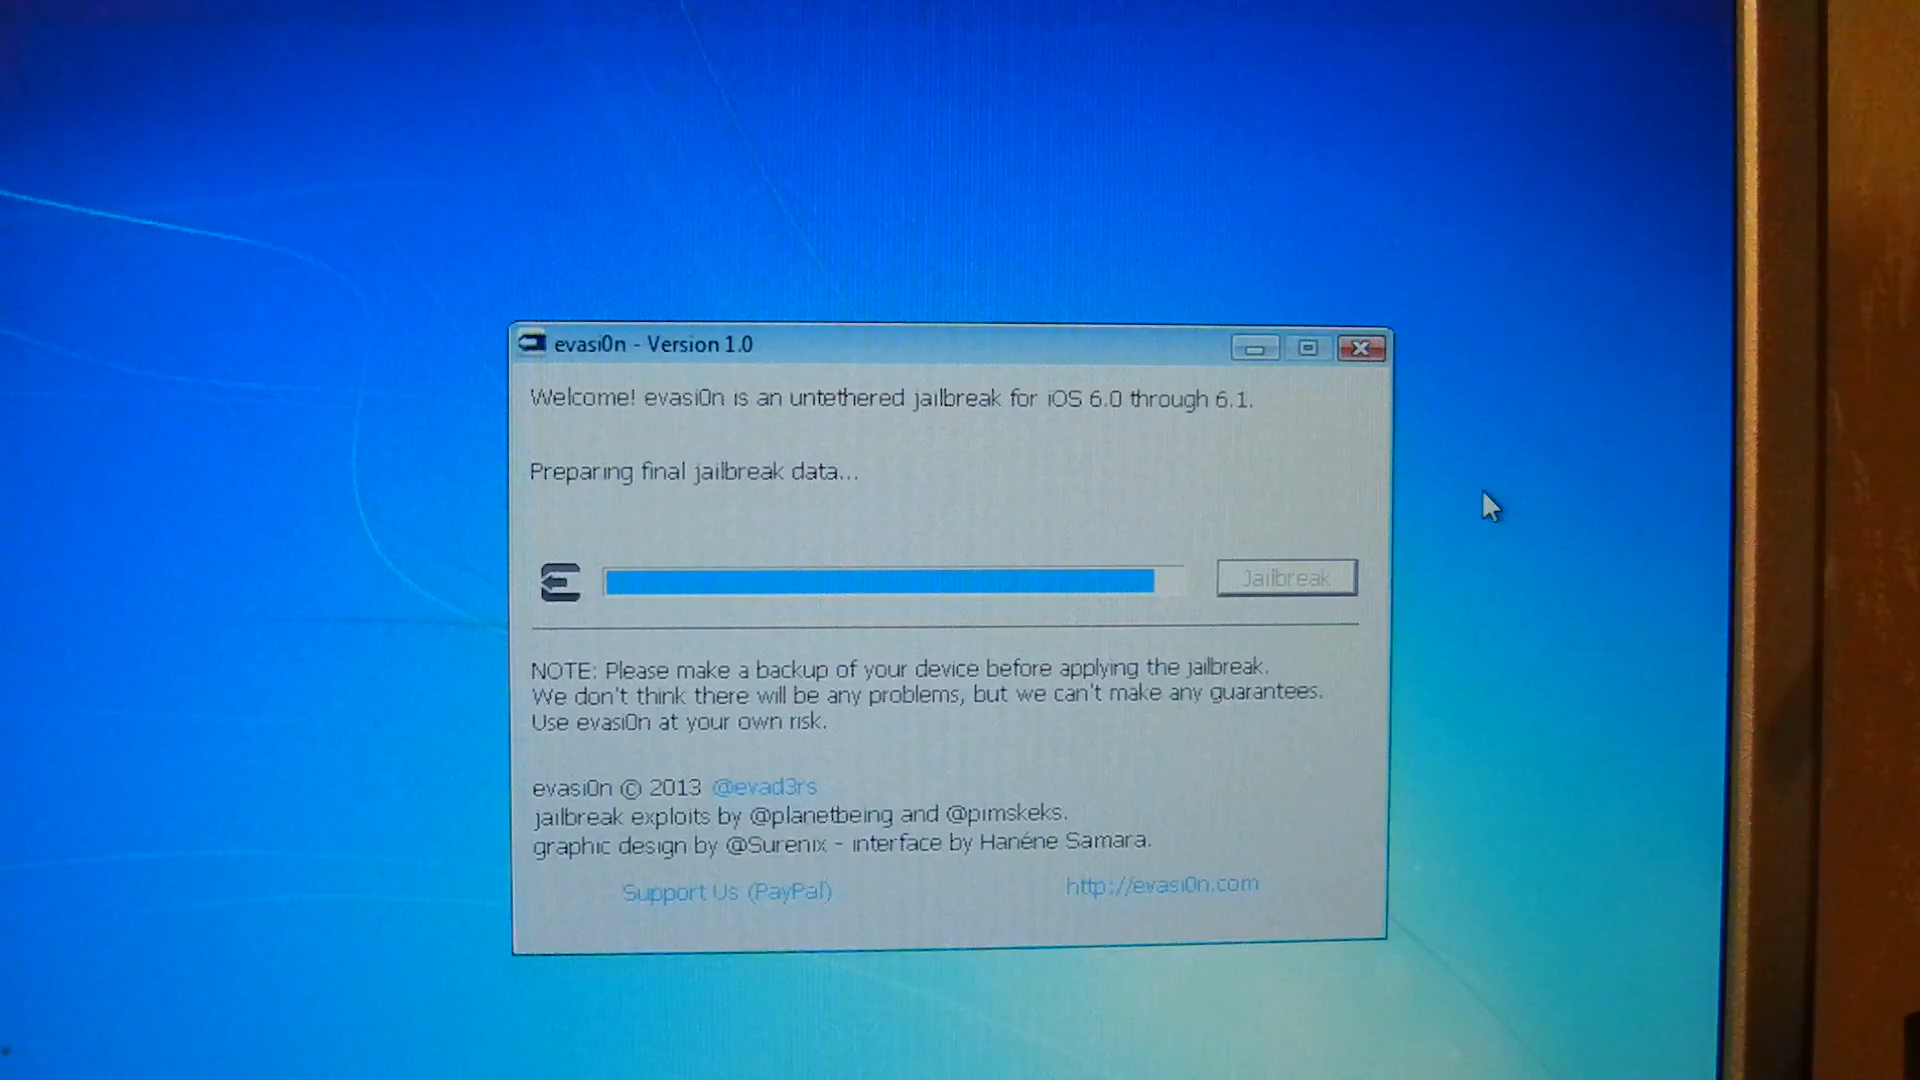 evasi0n - Version 1.0
Welcome! evasi0n is an untethered jailbreak for iOS 6.0 through 6.1.
Preparing final jailbreak data...
Jailbreak
NOTE: Please make a backup of your device before applying the jailbreak.
We don't think there will be any problems, but we can't make any guarantees.
Use evasi0n at your own risk.
evasi0n © 2013 @evad3rs
jailbreak exploits by @planetbeing and @pimskeks.
graphic design by @Surenix - interface by Hanéne Samara.
Support Us (PayPal)
http://evasi0n.com